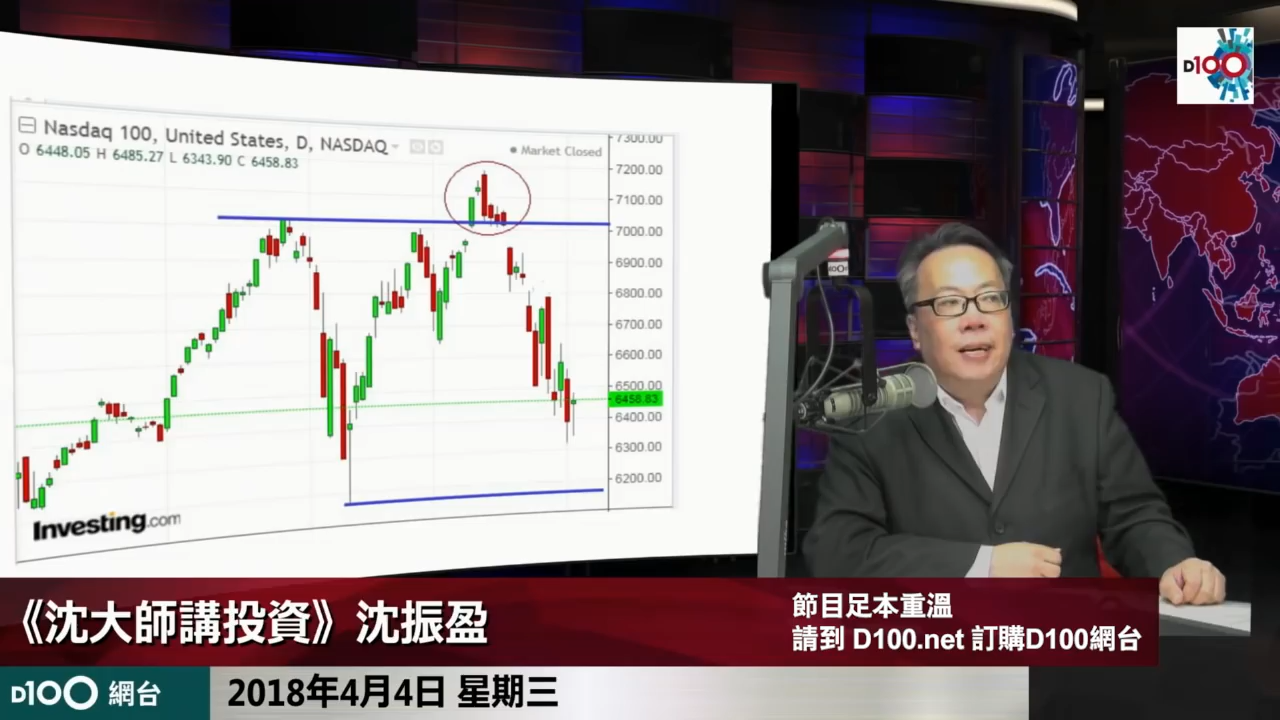 D100
Nasdaq 100, United States, D, NASDAQ
O 6448.05 H 6485.27 L 6343.90 C 6458.83
Market Closed
7300.00
7200.00
7100.00
7000.00
6900.00
6800.00
6700.00
6600.00
6500.00
6458.83
6400.00
6300.00
6200.00
Investing.com
《沈大師講投資》沈振盈
節目足本重溫
請到 D100.net 訂購D100網台
D100 網台
2018年4月4日 星期三